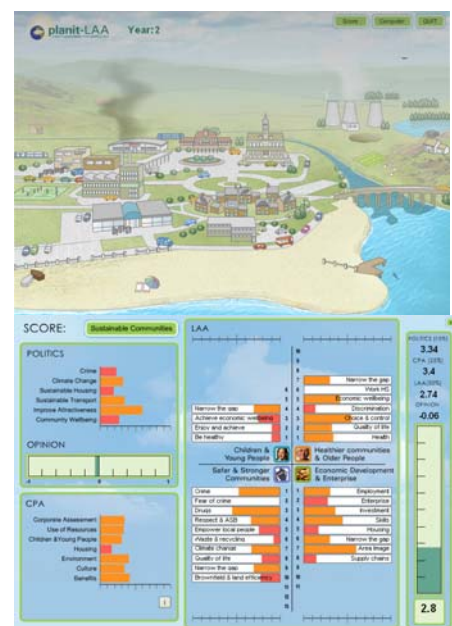 planit-LAA Year:2
Score Computer QUIT
SCORE: Sustainable Communities
POLITICS
Crime
Climate Change
Sustainable Housing
Sustainable Transport
Improve Attractiveness
Community Wellbeing
OPINION
-1 0 1
CPA
Corporate Assessment
Use of Resources
Children &Young People
Housing
Environment
Culture
Benefits
i
LAA
Narrow the gap
Achieve economic wellbeing
Enjoy and achieve
Be healthy
Narrow the gap
Work HS
Economic wellbeing
Discrimination
Choice & control
Quality of life
Health
Children &
Young People
Healthier communities
& Older People
Safer & Stronger
Communities
Economic Development
& Enterprise
Crime
Fear of crime
Drugs
Respect & ASB
Empower local people
Waste & recycling
Climate change
Quality of life
Narrow the gap
Brownfield & land efficiency
Employment
Enterprise
Investment
Skills
Housing
Narrow the gap
Area Image
Supply chains
POLITICS
3.34
CPA
3.4
LAA(50%)
2.74
OPINION
-0.06
2.8